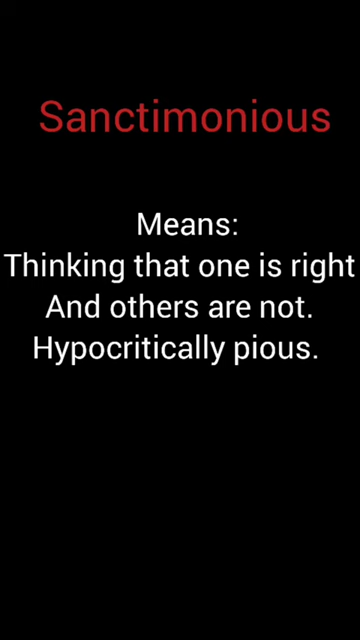 Sanctimonious
Means:
Thinking that one is right
And others are not.
Hypocritically pious.